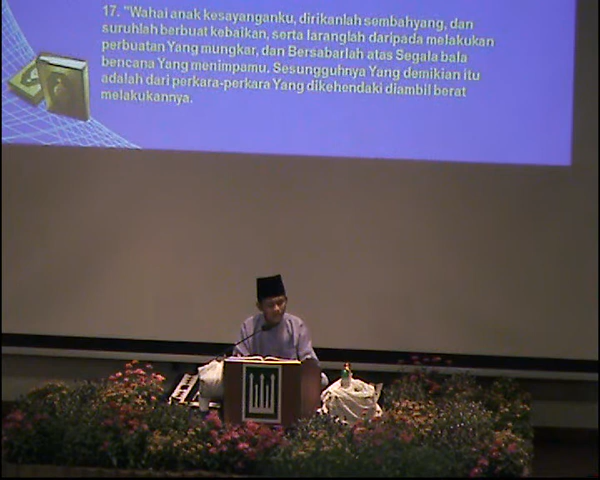 17. "Wahai anak kesayanganku, dirikanlah sembahyang, dan
suruhlah berbuat kebaikan, serta laranglah daripada melakukan
perbuatan Yang mungkar, dan Bersabarlah atas Segala bala
bencana Yang menimpamu. Sesungguhnya Yang demikian itu
adalah dari perkara-perkara Yang dikehendaki diambil berat
melakukannya.